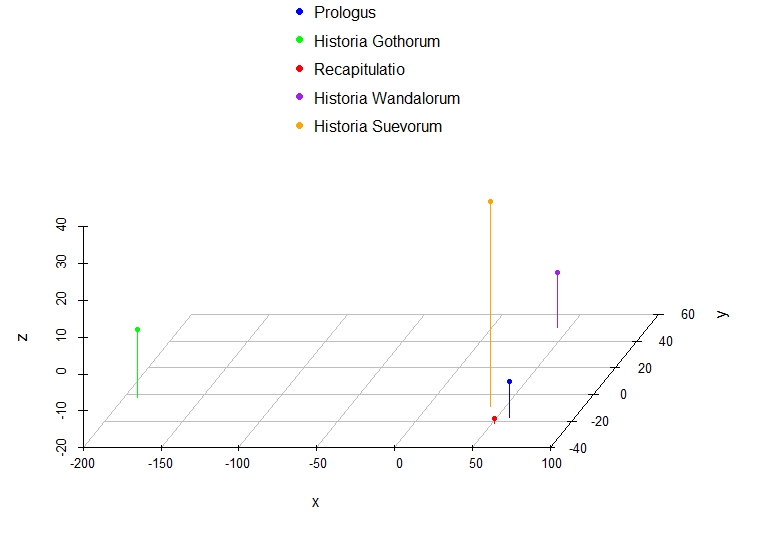 Prologus
Historia Gothorum
Recapitulatio
Historia Wandalorum
Historia Suevorum
40
30
20
10
0
-10
-20
z
-200
-150
-100
-50
0
50
100
x
-40
-20
0
20
40
60
y